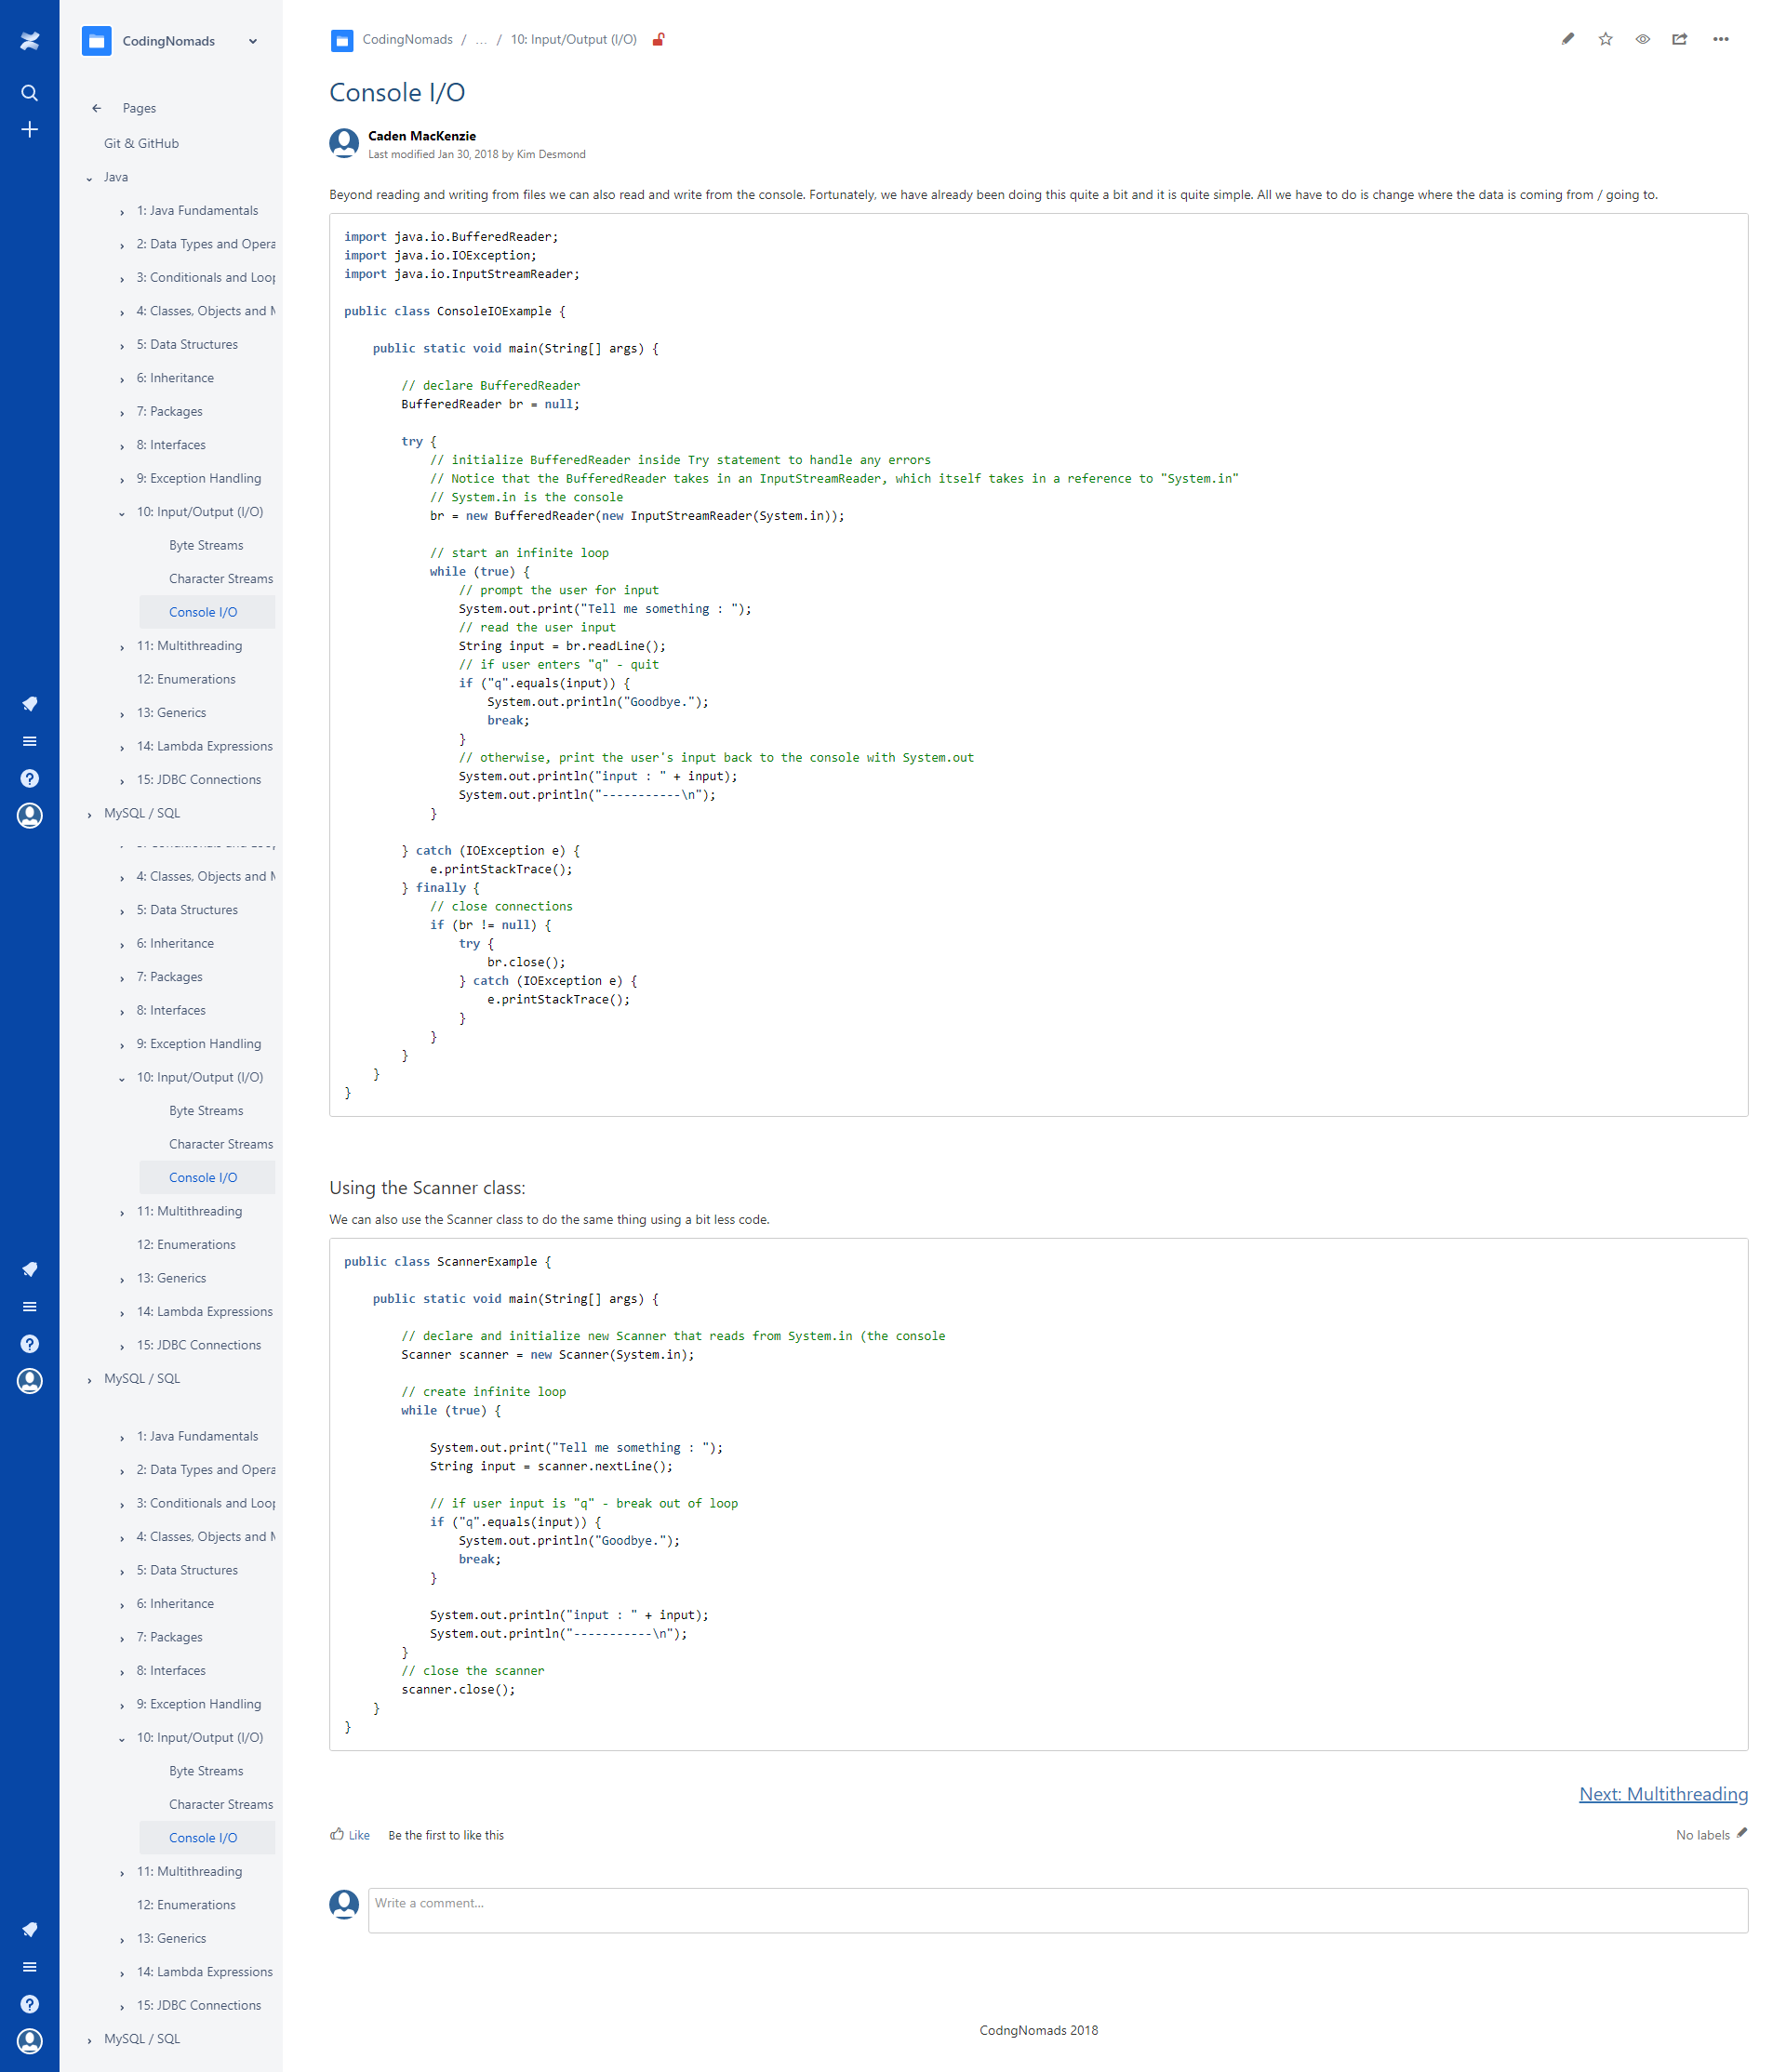 CodingNomads
Pages
Git & GitHub
Java
1: Java Fundamentals
2: Data Types and Opera
3: Conditionals and Loop
4: Classes, Objects and M
5: Data Structures
6: Inheritance
7: Packages
8: Interfaces
9: Exception Handling
10: Input/Output (I/O)
Byte Streams
Character Streams
Console I/O
11: Multithreading
12: Enumerations
13: Generics
14: Lambda Expressions
15: JDBC Connections
MySQL / SQL
4: Classes, Objects and M
5: Data Structures
6: Inheritance
7: Packages
8: Interfaces
9: Exception Handling
10: Input/Output (I/O)
Byte Streams
Character Streams
Console I/O
11: Multithreading
12: Enumerations
13: Generics
14: Lambda Expressions
15: JDBC Connections
MySQL / SQL
1: Java Fundamentals
2: Data Types and Opera
3: Conditionals and Loop
4: Classes, Objects and M
5: Data Structures
6: Inheritance
7: Packages
8: Interfaces
9: Exception Handling
10: Input/Output (I/O)
Byte Streams
Character Streams
Console I/O
11: Multithreading
12: Enumerations
13: Generics
14: Lambda Expressions
15: JDBC Connections
MySQL / SQL
CodingNomads / ... / 10: Input/Output (I/O)
Console I/O
Caden MacKenzie
Last modified Jan 30, 2018 by Kim Desmond
Beyond reading and writing from files we can also read and write from the console. Fortunately, we have already been doing this quite a bit and it is quite simple. All we have to do is change where the data is coming from / going to.
import java.io.BufferedReader;
import java.io.IOException;
import java.io.InputStreamReader;
public class ConsoleIOExample {
    public static void main(String[] args) {
        // declare BufferedReader
        BufferedReader br = null;
        try {
            // initialize BufferedReader inside Try statement to handle any errors
            // Notice that the BufferedReader takes in an InputStreamReader, which itself takes in a reference to "System.in"
            // System.in is the console
            br = new BufferedReader(new InputStreamReader(System.in));
            // start an infinite loop
            while (true) {
                // prompt the user for input
                System.out.print("Tell me something : ");
                // read the user input
                String input = br.readLine();
                // if user enters "q" - quit
                if ("q".equals(input)) {
                    System.out.println("Goodbye.");
                    break;
                }
                // otherwise, print the user's input back to the console with System.out
                System.out.println("input : " + input);
                System.out.println("-----------\n");
            }
        } catch (IOException e) {
            e.printStackTrace();
        } finally {
            // close connections
            if (br != null) {
                try {
                    br.close();
                } catch (IOException e) {
                    e.printStackTrace();
                }
            }
        }
    }
}
Using the Scanner class:
We can also use the Scanner class to do the same thing using a bit less code.
public class ScannerExample {
    public static void main(String[] args) {
        // declare and initialize new Scanner that reads from System.in (the console
        Scanner scanner = new Scanner(System.in);
        // create infinite loop
        while (true) {
            System.out.print("Tell me something : ");
            String input = scanner.nextLine();
            // if user input is "q" - break out of loop
            if ("q".equals(input)) {
                System.out.println("Goodbye.");
                break;
            }
            System.out.println("input : " + input);
            System.out.println("-----------\n");
        }
        // close the scanner
        scanner.close();
    }
}
Next: Multithreading
Like Be the first to like this
No labels
Write a comment...
CodngNomads 2018